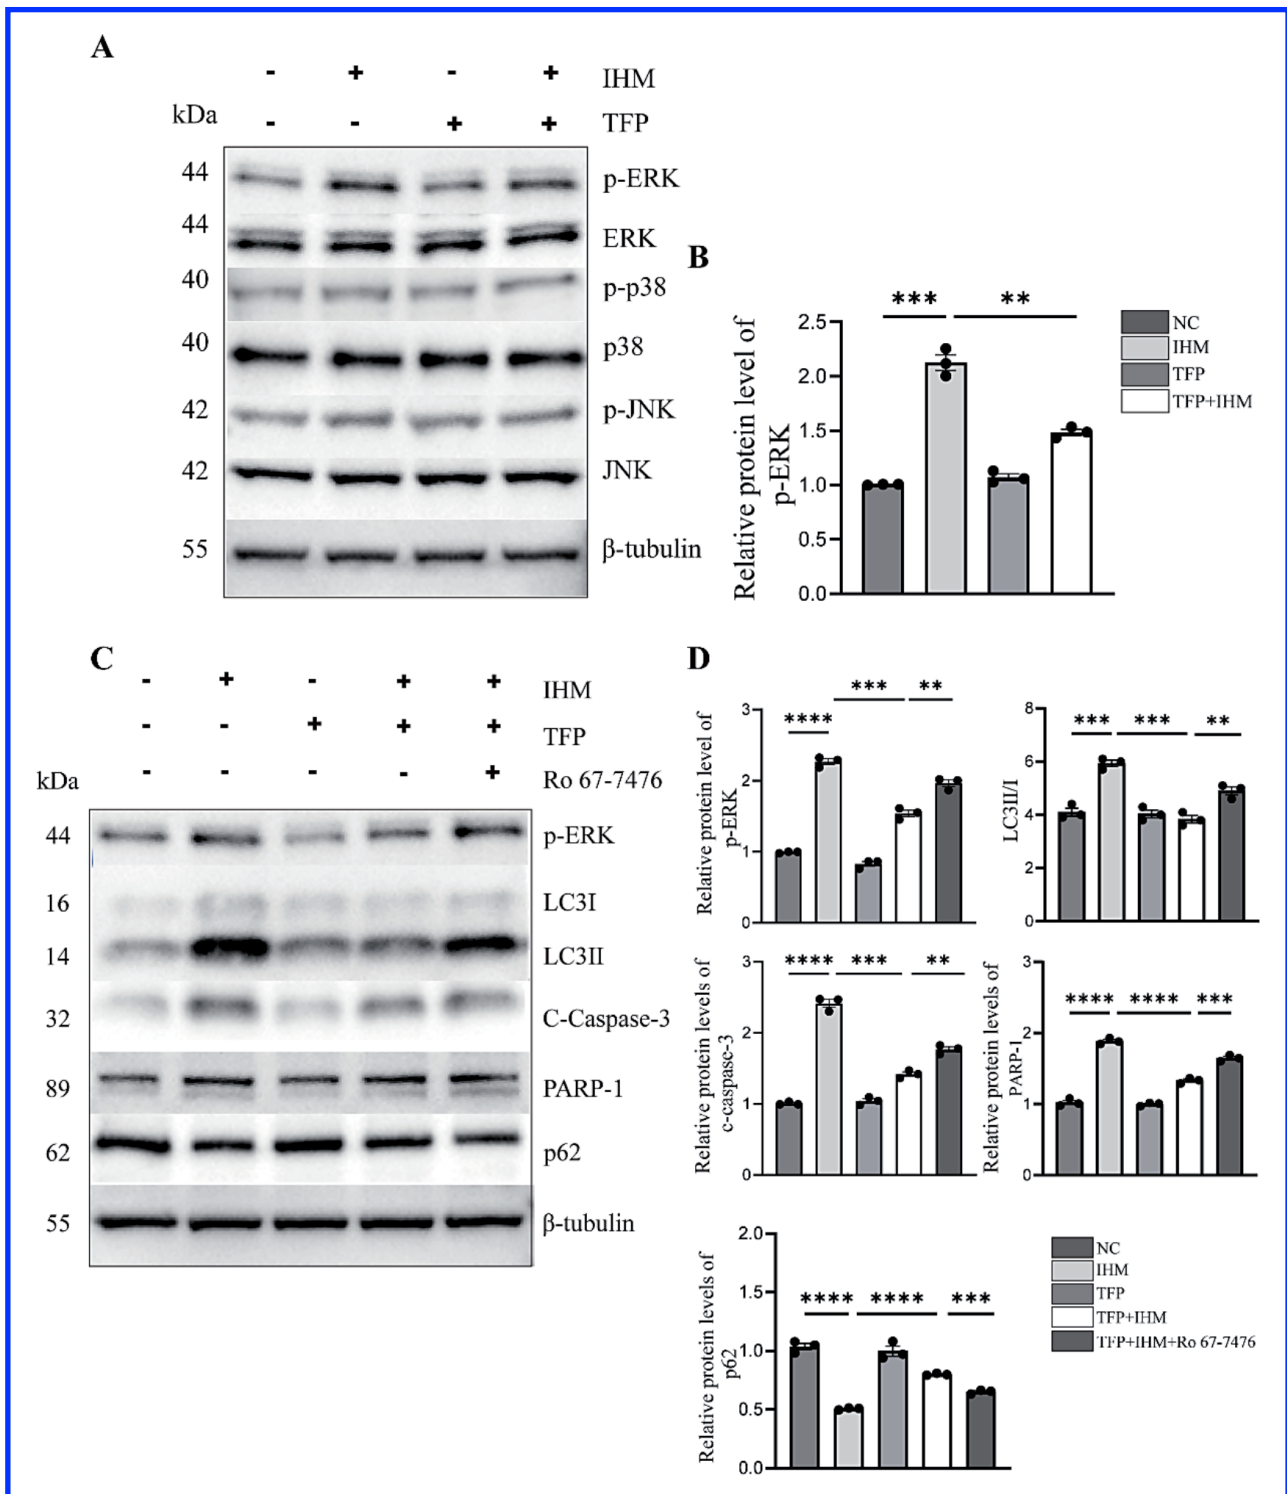 A
- + - + IHM
kDa - - + + TFP
44 p-ERK
44 ERK
40 p-p38
40 p38
42 p-JNK
42 JNK
55 β-tubulin
B
*** **
Relative protein level of
p-ERK
2.5
2.0
1.5
1.0
0.5
0.0
NC
IHM
TFP
TFP+IHM
C
- + - + + IHM
- - + + + TFP
- - - - + Ro 67-7476
kDa
44 p-ERK
16 LC3I
14 LC3II
32 C-Caspase-3
89 PARP-1
62 p62
55 β-tubulin
D
**** *** **
Relative protein level of
p-ERK
3
2
1
0
*** *** **
LC3II/I
8
6
4
2
0
**** *** **
Relative protein levels of
c-caspase-3
3
2
1
0
**** **** ***
Relative protein levels of
PARP-1
3
2
1
0
**** **** ***
Relative protein levels of
p62
2.0
1.5
1.0
0.5
0.0
NC
IHM
TFP
TFP+IHM
TFP+IHM+Ro 67-7476